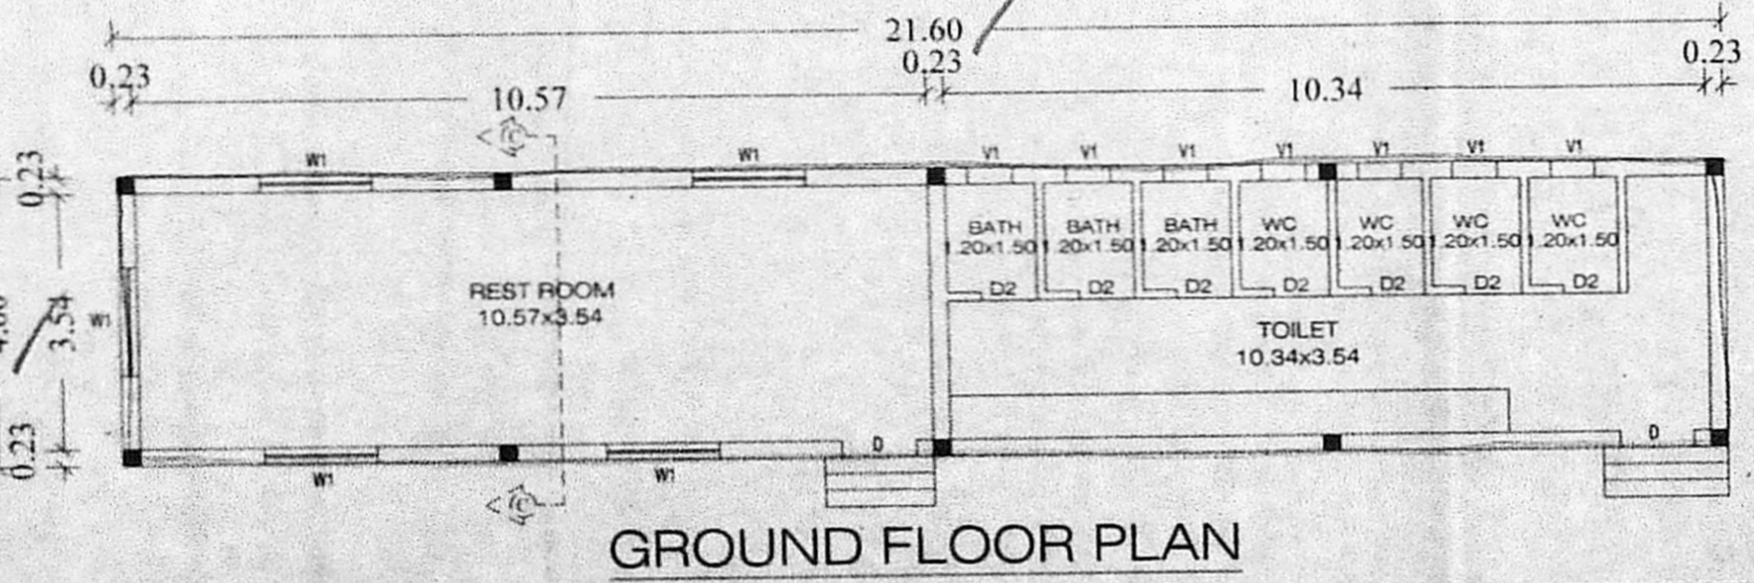 21.60
0.23 0.23 0.23
10.57 10.34
C
W1 W1 V1 V1 V1 V1 V1 V1 V1
0.23
BATH BATH BATH WC WC WC WC
1.20x1.50 1.20x1.50 1.20x1.50 1.20x1.50 1.20x1.50 1.20x1.50 1.20x1.50
D2 D2 D2 D2 D2 D2 D2
REST ROOM
10.57x3.54
W1
3.54
TOILET
10.34x3.54
0.23
D D
W1 W1
C
GROUND FLOOR PLAN